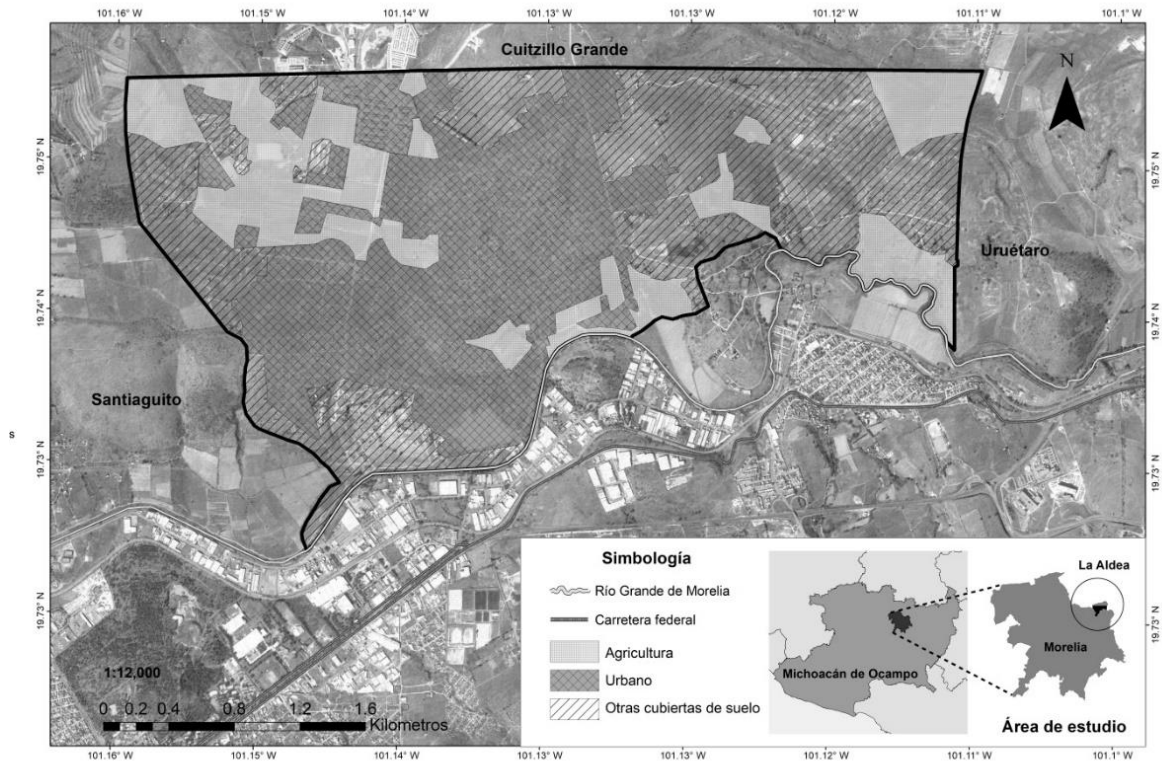 101.16° W 101.15° W 101.14° W 101.13° W 101.13° W 101.12° W 101.11° W 101.1° W
Cuitzillo Grande
N
19.75° N
19.75° N
Uruétaro
19.74° N
19.74° N
Santiaguito
s
19.73° N
19.73° N
Simbología
Río Grande de Morelia
Carretera federal
Agricultura
Urbano
Otras cubiertas de suelo
La Aldea
Morelia
Michoacán de Ocampo
Área de estudio
19.73° N
19.73° N
1:12,000
0 0.2 0.4 0.8 1.2 1.6
Kilometros
101.16° W 101.15° W 101.14° W 101.13° W 101.13° W 101.12° W 101.11° W 101.1° W